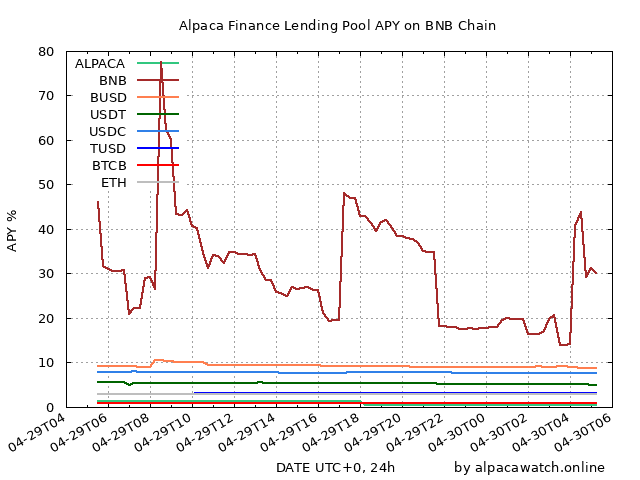 Alpaca Finance Lending Pool APY on BNB Chain
80
70
60
50
40
30
20
10
0
APY %
ALPACA
BNB
BUSD
USDT
USDC
TUSD
BTCB
ETH
04-29T04
04-29T06
04-29T08
04-29T10
04-29T12
04-29T14
04-29T16
04-29T18
04-29T20
04-29T22
04-30T00
04-30T02
04-30T04
04-30T06
DATE UTC+0, 24h
by alpacawatch.online